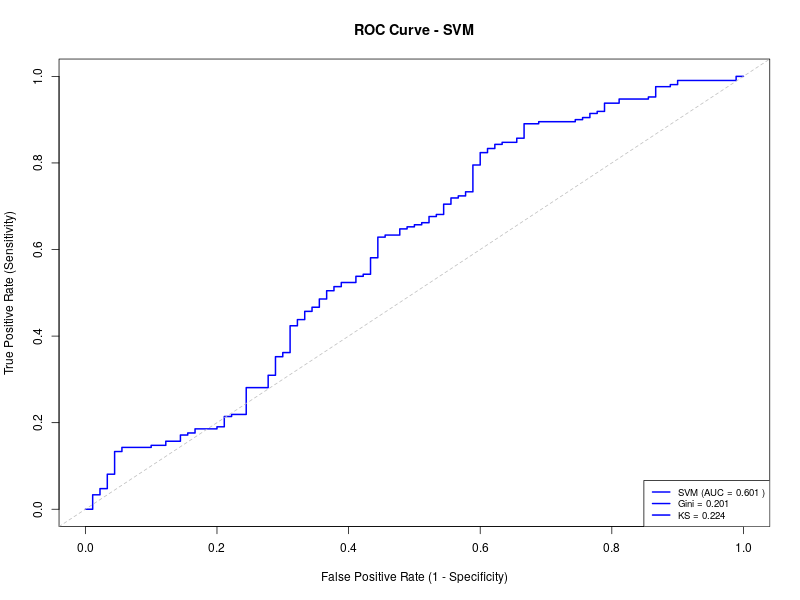 ROC Curve - SVM
True Positive Rate (Sensitivity)
1.0
0.8
0.6
0.4
0.2
0.0
SVM (AUC = 0.601 )
Gini = 0.201
KS = 0.224
0.0 0.2 0.4 0.6 0.8 1.0
False Positive Rate (1 - Specificity)